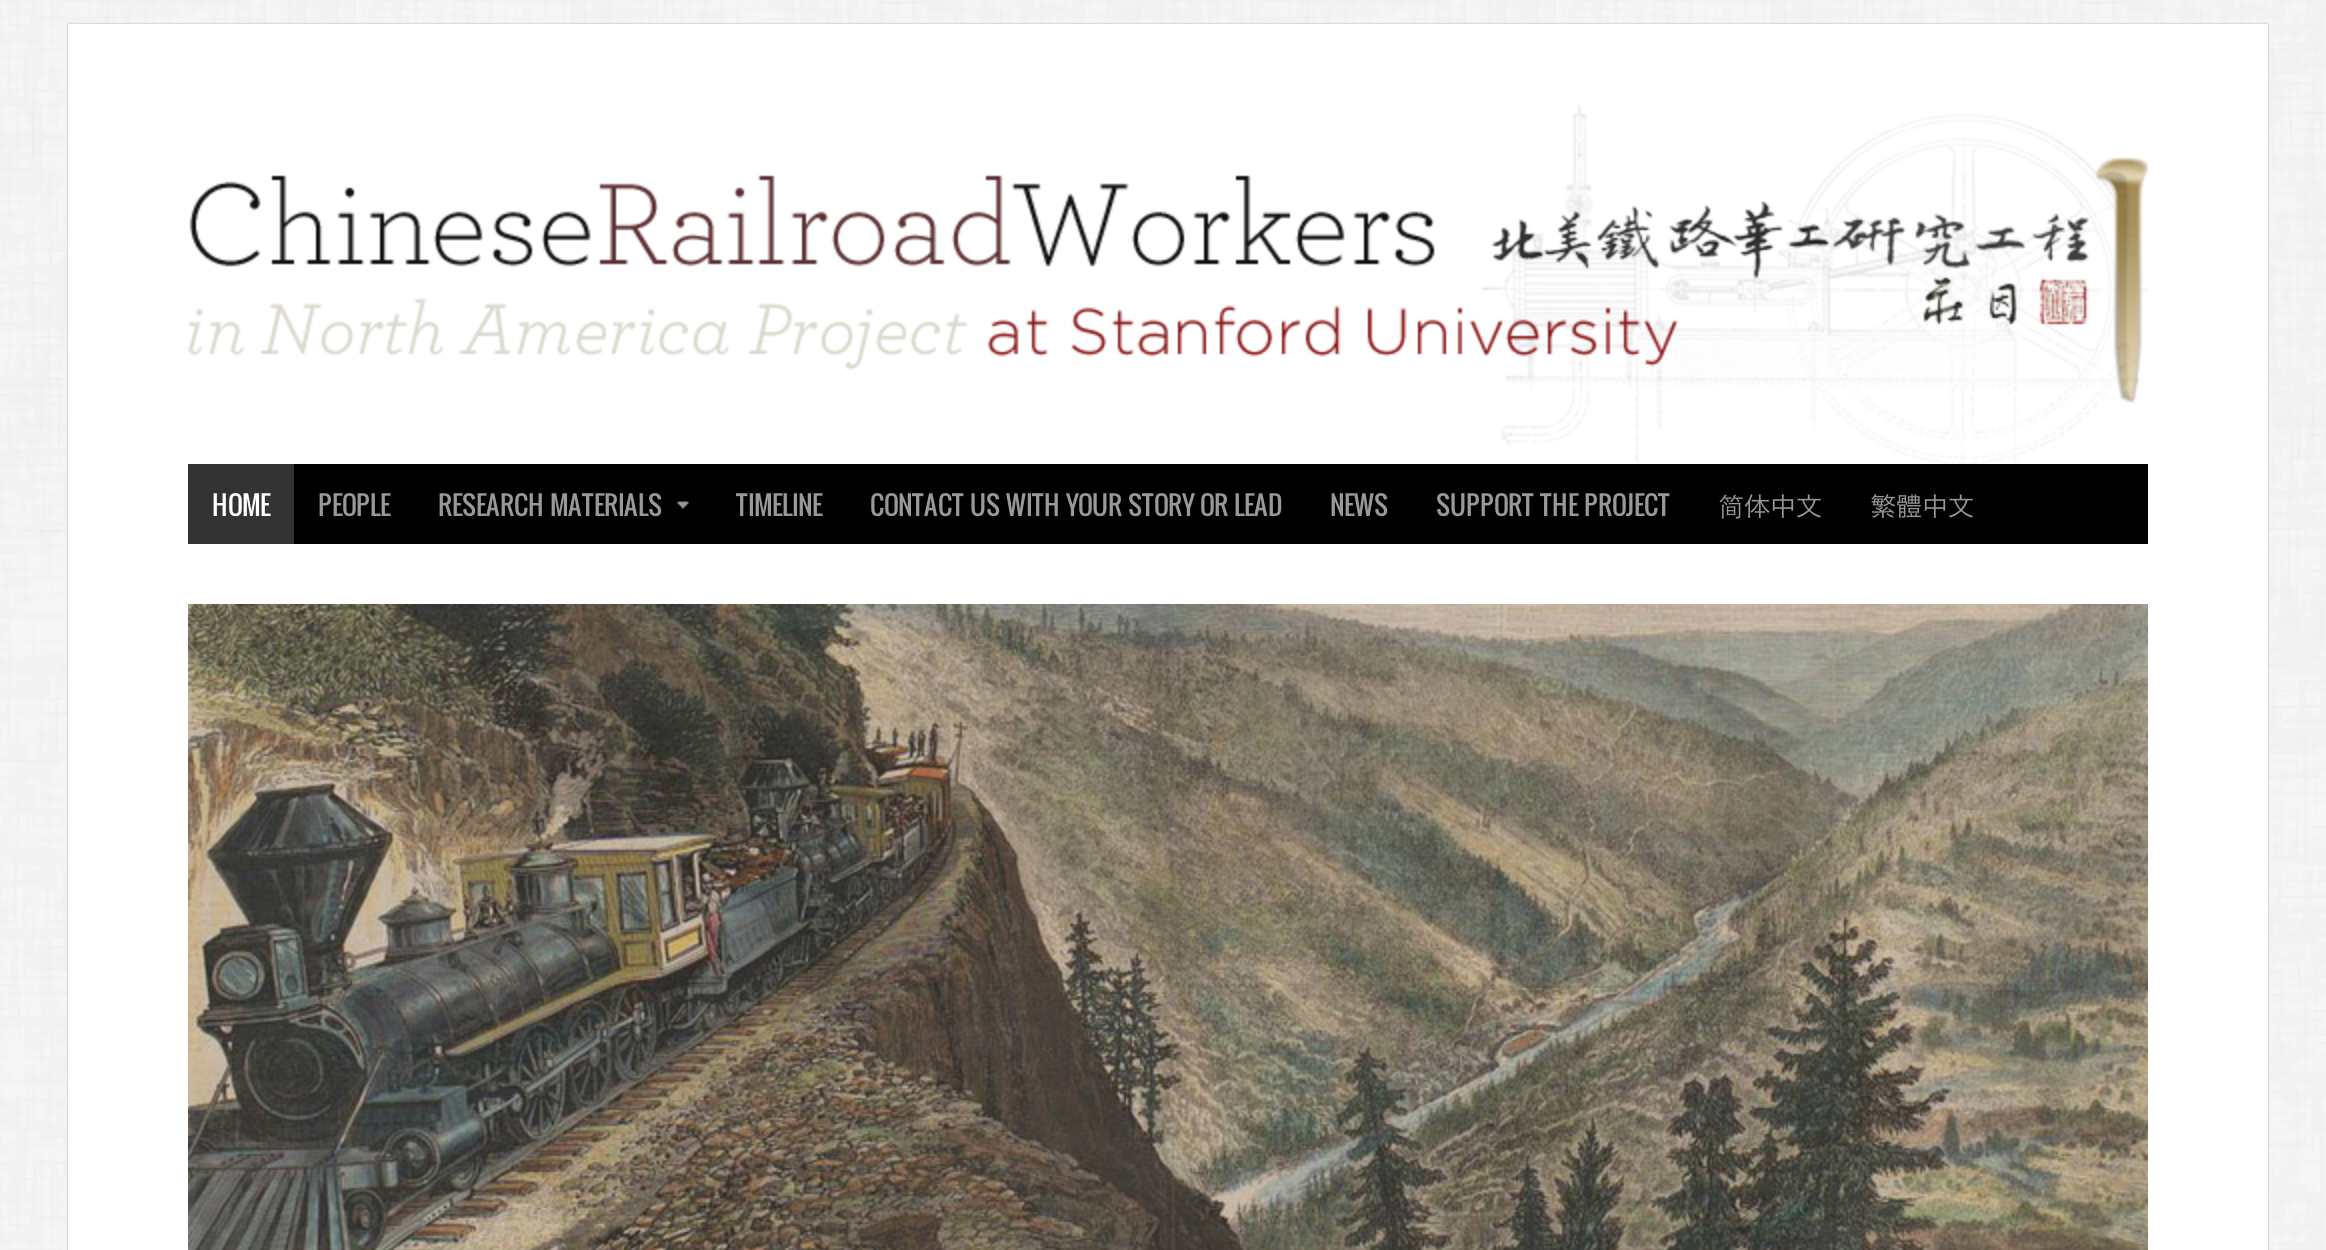 ChineseRailroadWorkers
北美鐵路華工研究工程
莊因
in North America Project at Stanford University
HOME PEOPLE RESEARCH MATERIALS TIMELINE CONTACT US WITH YOUR STORY OR LEAD NEWS SUPPORT THE PROJECT 简体中文 繁體中文